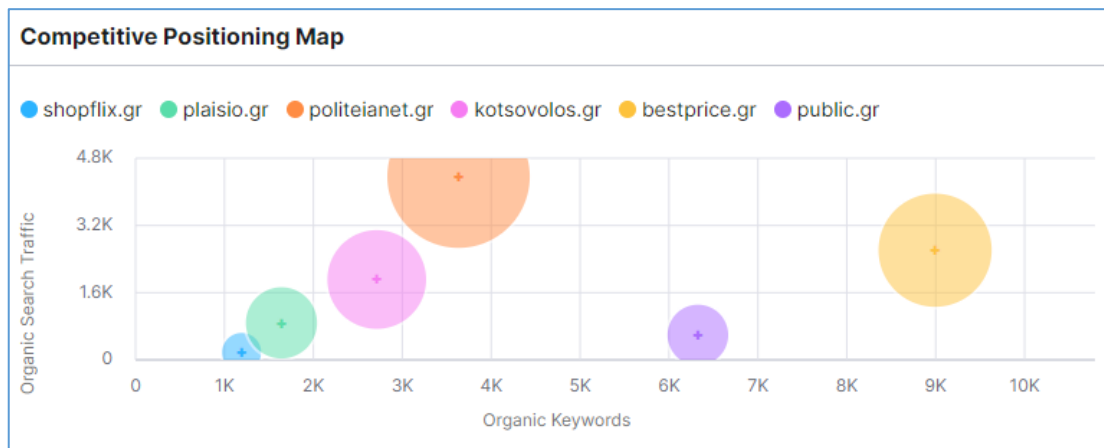 Competitive Positioning Map
shopflix.gr plaisio.gr politeianet.gr kotsovolos.gr bestprice.gr public.gr
4.8K
3.2K
1.6K
0
Organic Search Traffic
0 1K 2K 3K 4K 5K 6K 7K 8K 9K 10K
Organic Keywords